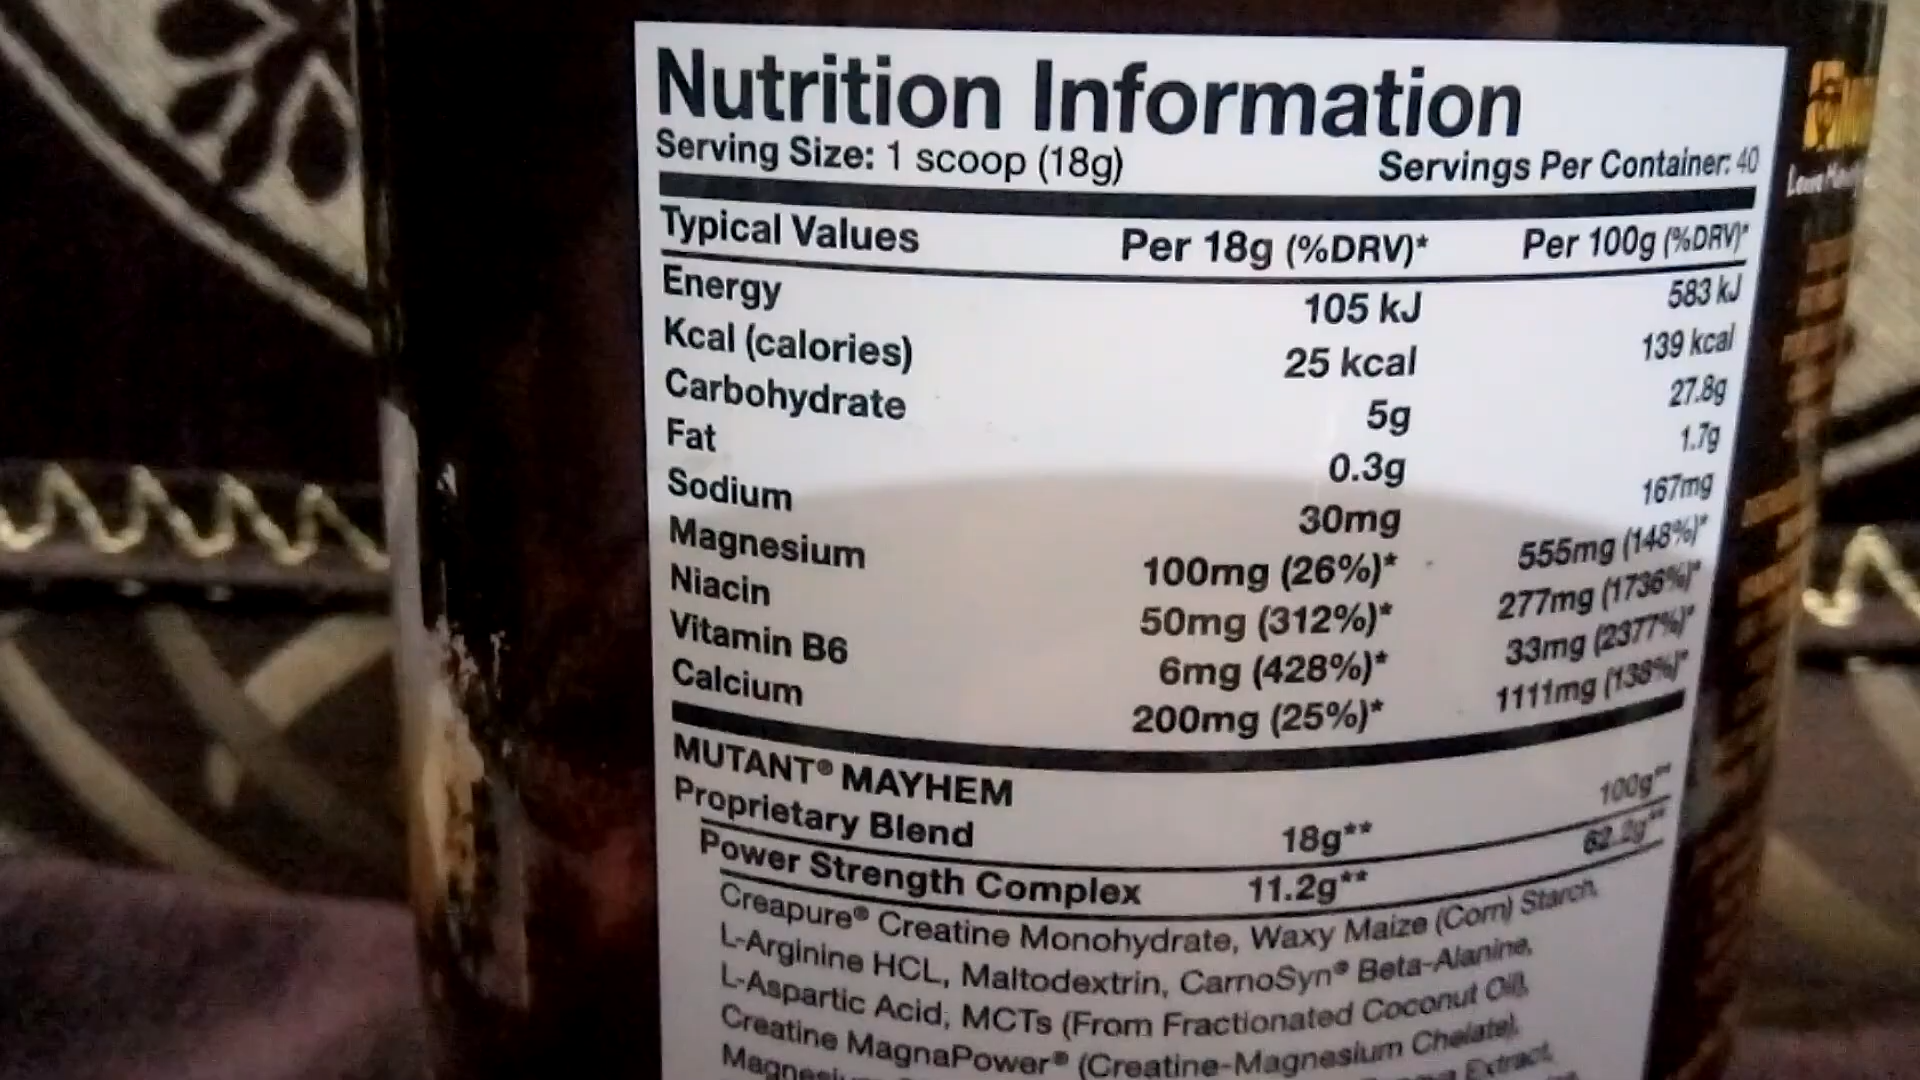 Nutrition Information
Serving Size: 1 scoop (18g) Servings Per Container: 40
Typical Values Per 18g (%DRV)* Per 100g (%DRV)*
Energy 105 kJ 583 kJ
Kcal (calories) 25 kcal 139 kcal
Carbohydrate 5g 27.8g
Fat 0.3g 1.7g
Sodium 30mg 167mg
Magnesium 100mg (26%)* 555mg (148%)*
Niacin 50mg (312%)* 277mg (1736%)*
Vitamin B6 6mg (428%)* 33mg (2377%)*
Calcium 200mg (25%)* 1111mg (138%)*
MUTANT® MAYHEM
Proprietary Blend 18g** 100g**
Power Strength Complex 11.2g** 62.2g**
Creapure® Creatine Monohydrate, Waxy Maize (Corn) Starch,
L-Arginine HCL, Maltodextrin, CarnoSyn® Beta-Alanine,
L-Aspartic Acid, MCTs (From Fractionated Coconut Oil),
Creatine MagnaPower® (Creatine-Magnesium Chelate),
Extract,